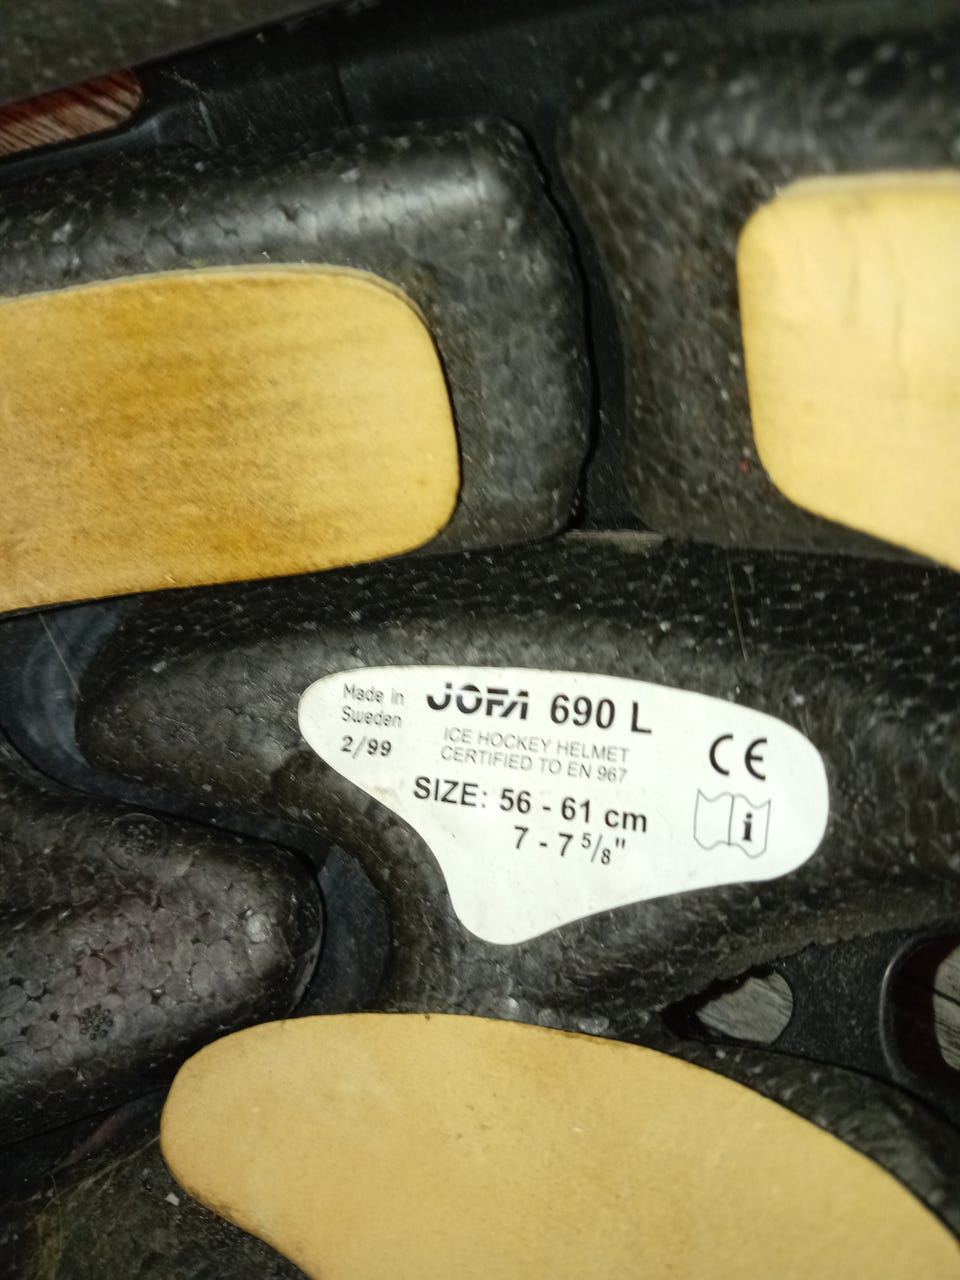 Made in
Sweden
2/99
JOFA 690 L
ICE HOCKEY HELMET
CERTIFIED TO EN 967
SIZE: 56 - 61 cm
7 - 7 5/8"
CE
i